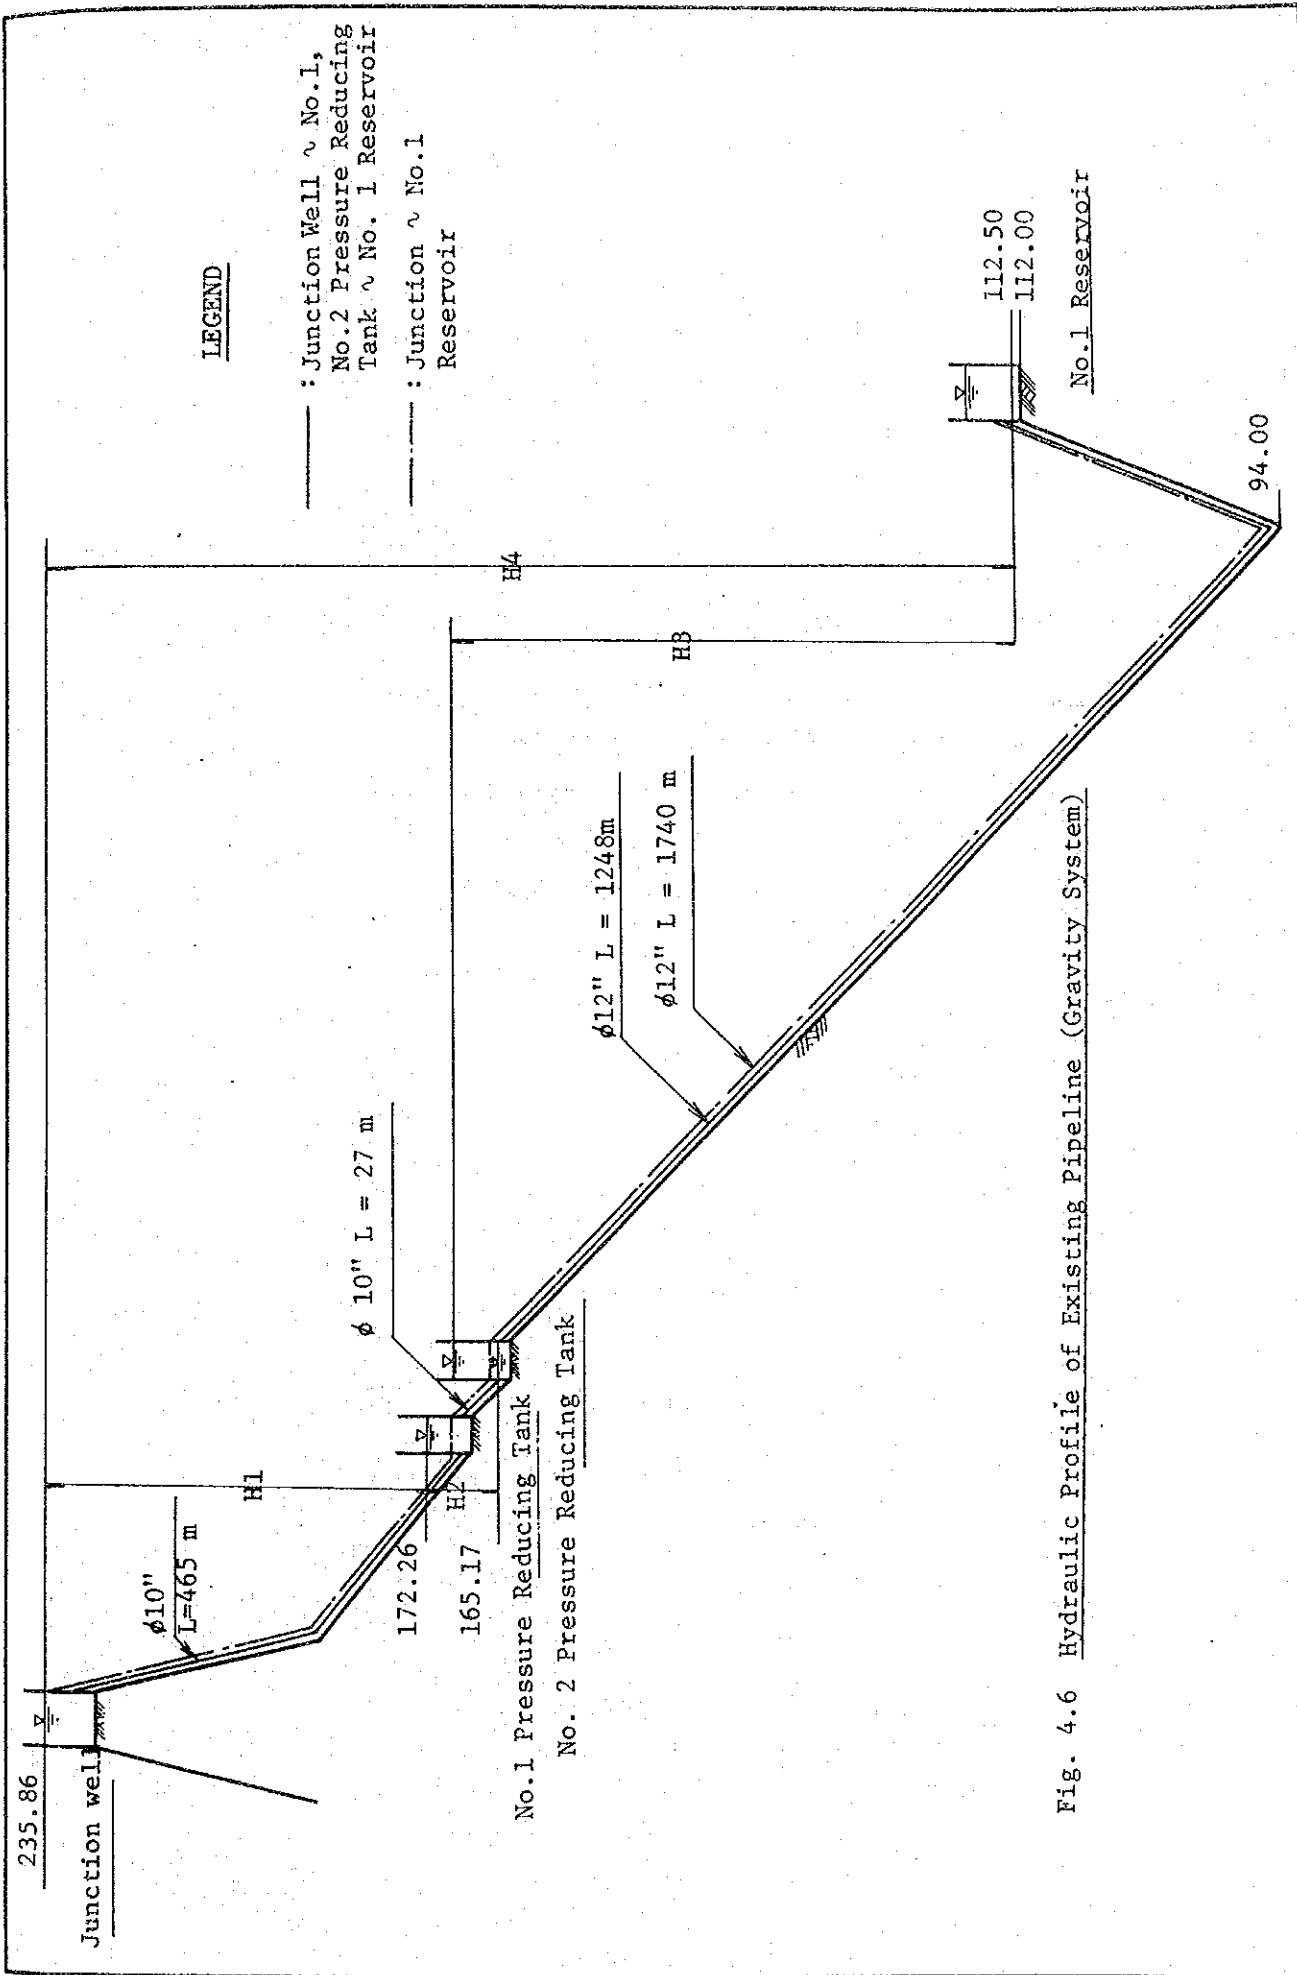 LEGEND
: Junction Well ~ No.1,
No.2 Pressure Reducing
Tank ~ No. 1 Reservoir
: Junction ~ No.1
Reservoir
235.86
Junction well
φ10"
L=465 m
H1
172.26
H2
165.17
No.1 Pressure Reducing Tank
No. 2 Pressure Reducing Tank
φ 10" L = 27 m
φ12" L = 1248m
φ12" L = 1740 m
H3
H4
112.50
112.00
No.1 Reservoir
94.00
Fig. 4.6 Hydraulic Profile of Existing Pipeline (Gravity System)